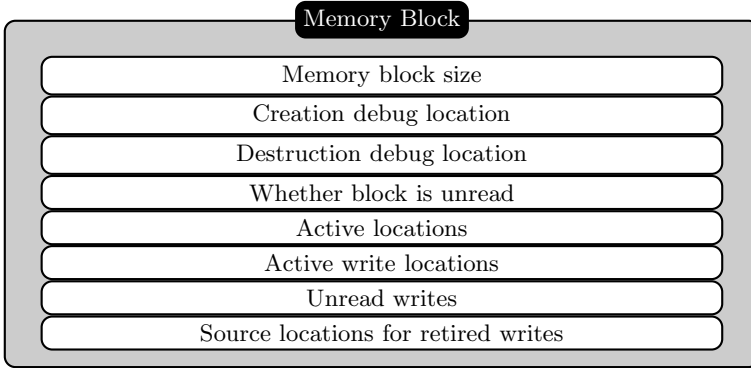 Memory Block
Memory block size
Creation debug location
Destruction debug location
Whether block is unread
Active locations
Active write locations
Unread writes
Source locations for retired writes